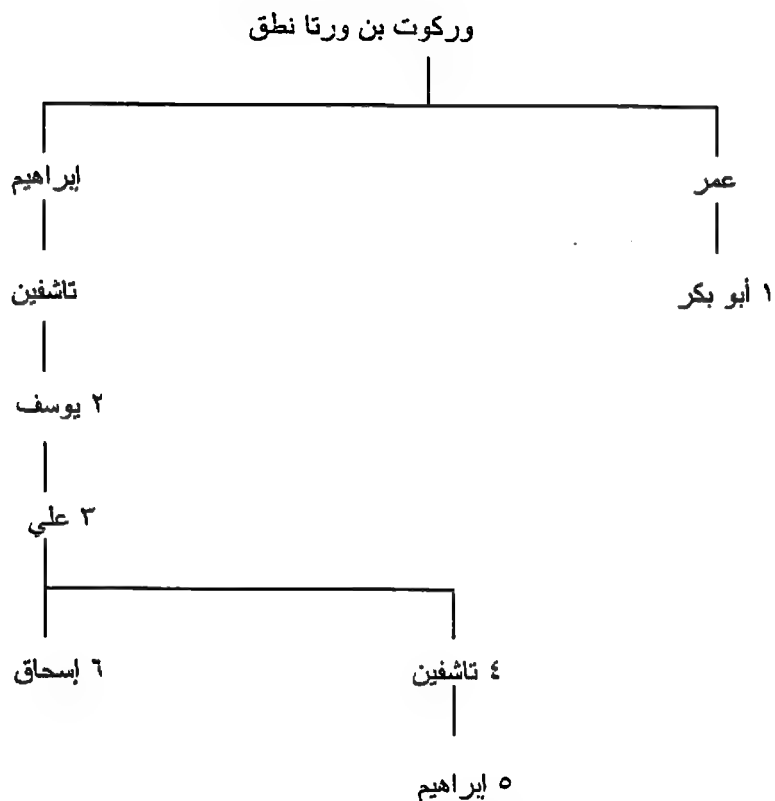 وركوت بن ورتا نطق
عمر
إبراهيم
١ أبو بكر
تاشفين
٢ يوسف
٣ علي
٤ تاشفين
٦ إسحاق
٥ إبراهيم